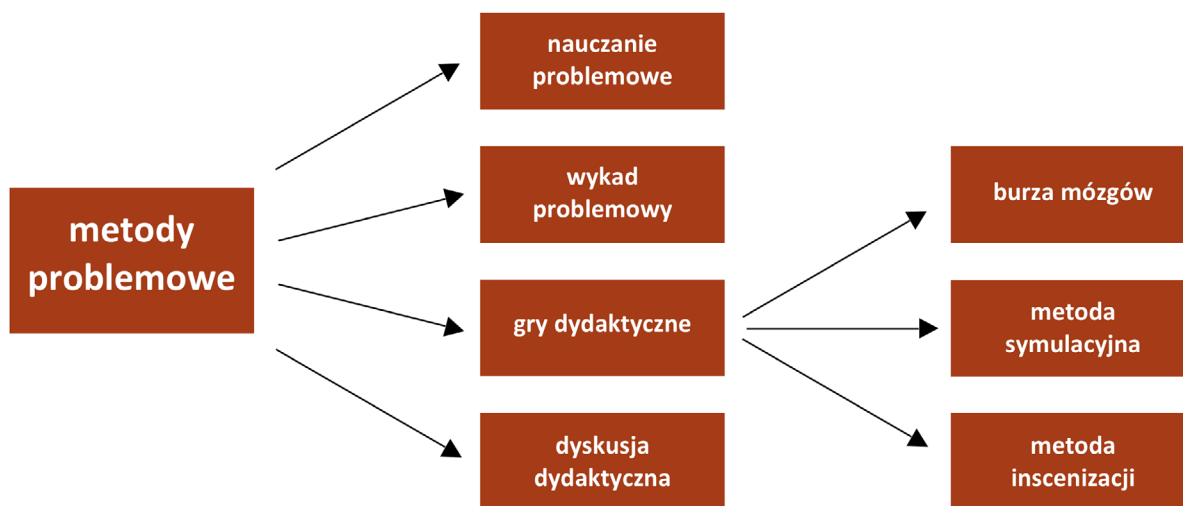 metody
problemowe
nauczanie
problemowe
wykad
problemowy
gry dydaktyczne
dyskusja
dydaktyczna
burza mózgów
metoda
symulacyjna
metoda
inscenizacji